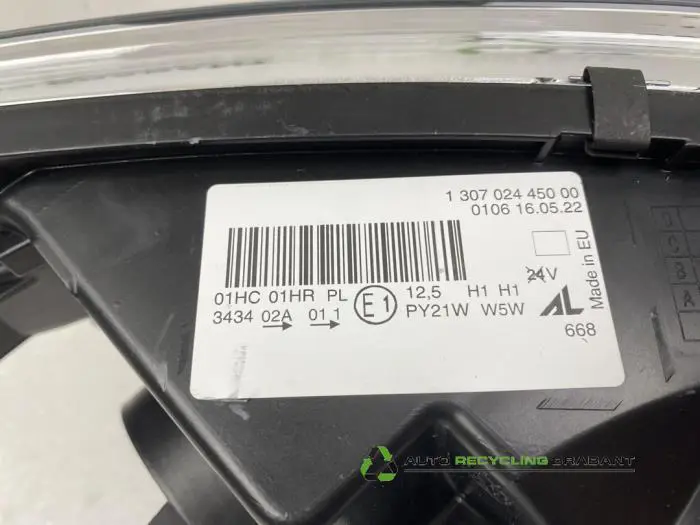 1 307 024 450 00
0106 16.05.22
Made in EU
24V
01HC 01HR PL E1 12,5 H1 H1
3434 02A 01 1 PY21W W5W AL
668
AUTO RECYCLING BRABANT